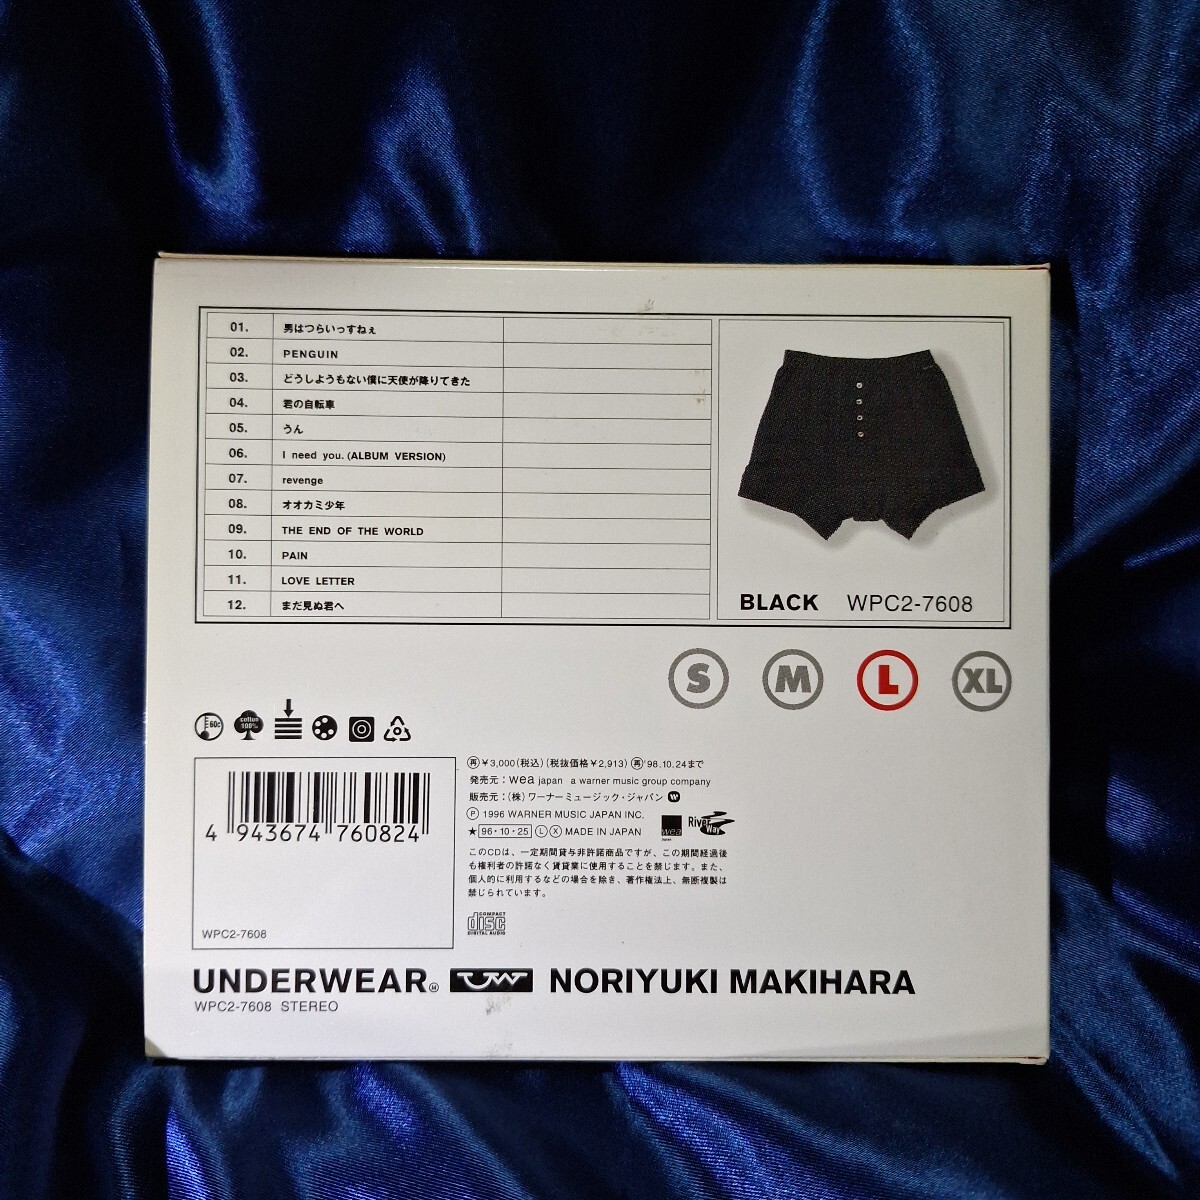 01. 男はつらいっすねぇ
02. PENGUIN
03. どうしようもない僕に天使が降りてきた
04. 君の自転車
05. うん
06. I need you.(ALBUM VERSION)
07. revenge
08. オオカミ少年
09. THE END OF THE WORLD
10. PAIN
11. LOVE LETTER
12. まだ見ぬ君へ
BLACK WPC2-7608
S M L XL
60c cotton 100%
4 943674 760824
WPC2-7608
再¥3,000(税込)(税抜価格¥2,913)再'98.10.24まで
発売元:wea japan a warner music group company
販売元:(株)ワーナーミュージック・ジャパン
Ⓟ 1996 WARNER MUSIC JAPAN INC.
★96・10・25 Ⓛ Ⓧ MADE IN JAPAN
wea Japan
River Way
このCDは、一定期間貸与非許諾商品ですが、この期間経過後
も権利者の許諾なく賃貸業に使用することを禁じます。また、
個人的に利用するなどの場合を除き、著作権法上、無断複製は
禁じられています。
COMPACT
disc
DIGITAL AUDIO
UNDERWEAR UW NORIYUKI MAKIHARA
WPC2-7608 STEREO